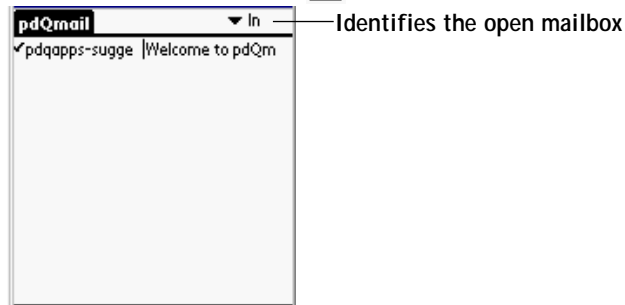 pdQmail In Identifies the open mailbox
✔pdqapps-sugge Welcome to pdQm